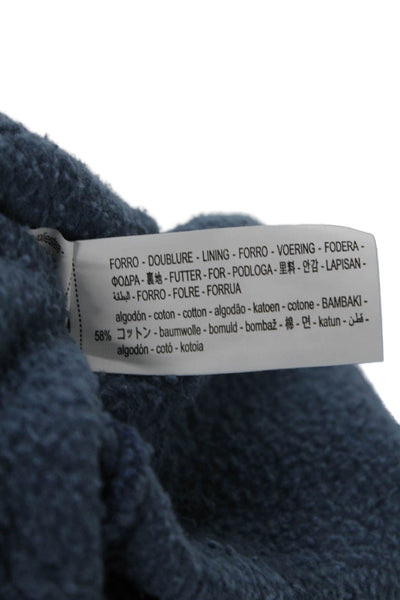 FORRO - DOUBLURE - LINING - FORRO - VOERING - FODERA -
ΦΟΔΡΑ - 裏地 - FUTTER - FOR - PODLOGA - 里料 - 안감 - LAPISAN -
البطانة - FORRO - FOLRE - FORRUA
algodón - coton - cotton - algodão - katoen - cotone - BAMBAKI -
58% コットン - baumwolle - bomuld - bombaž - 棉 - 면 - katun - قطن -
algodón - cotó - kotoia